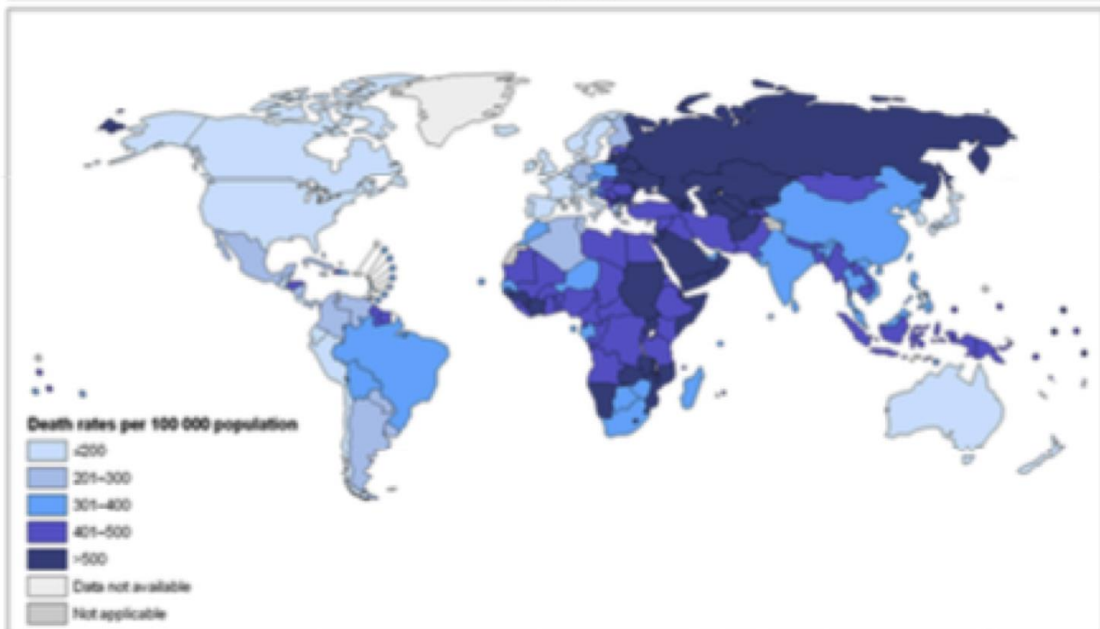 Death rates per 100 000 population
≤200
201–300
301–400
401–500
>500
Data not available
Not applicable